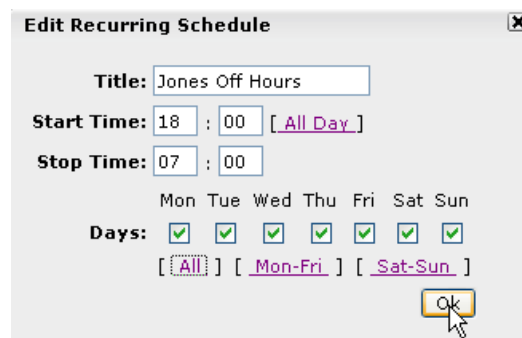 Edit Recurring Schedule
Title: Jones Off Hours
Start Time: 18 : 00 [ All Day ]
Stop Time: 07 : 00
Mon Tue Wed Thu Fri Sat Sun
Days:
[ All ] [ Mon-Fri ] [ Sat-Sun ]
Ok